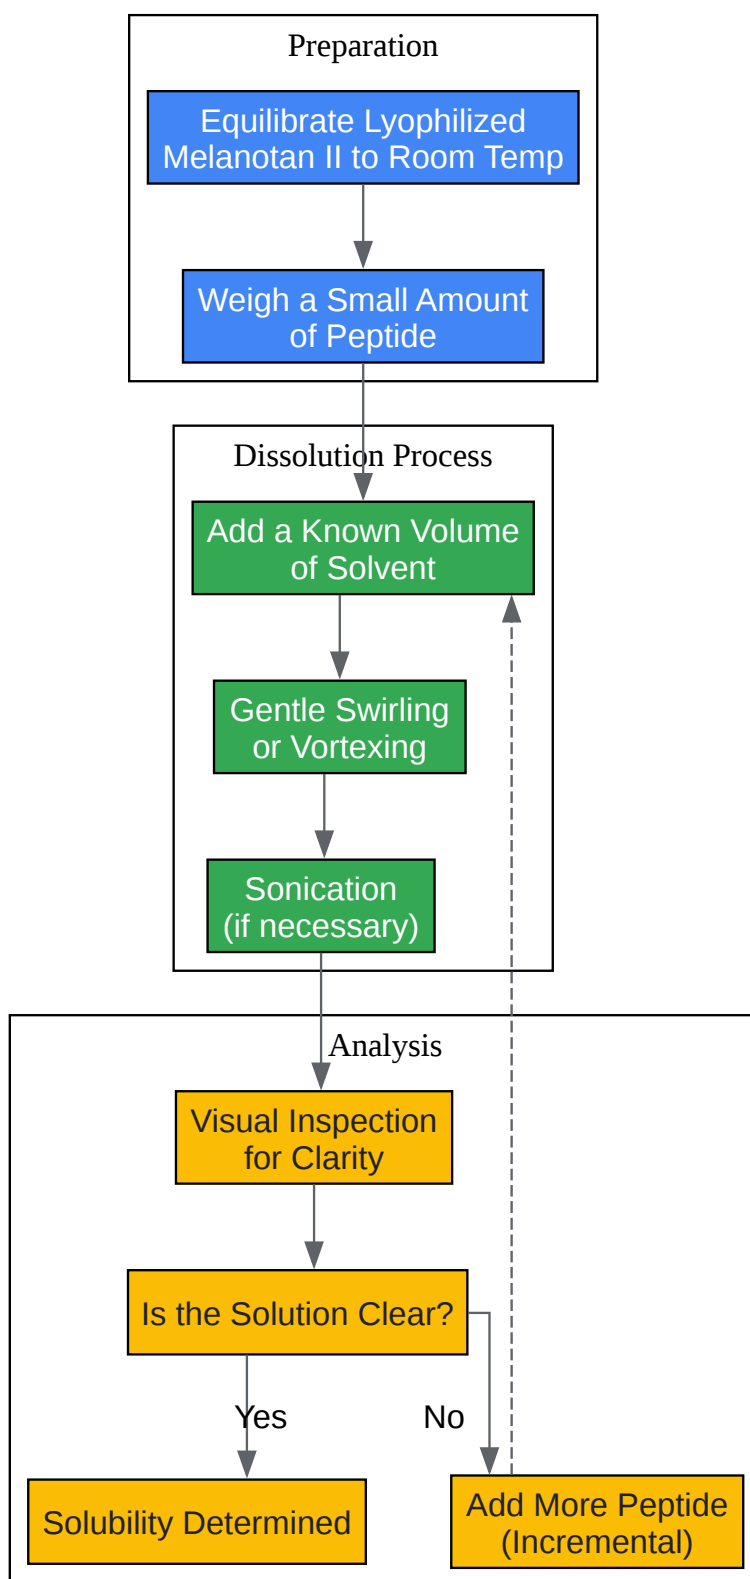 Preparation
Equilibrate Lyophilized
Melanotan II to Room Temp
Weigh a Small Amount
of Peptide
Dissolution Process
Add a Known Volume
of Solvent
Gentle Swirling
or Vortexing
Sonication
(if necessary)
Analysis
Visual Inspection
for Clarity
Is the Solution Clear?
Yes
No
Solubility Determined
Add More Peptide
(Incremental)